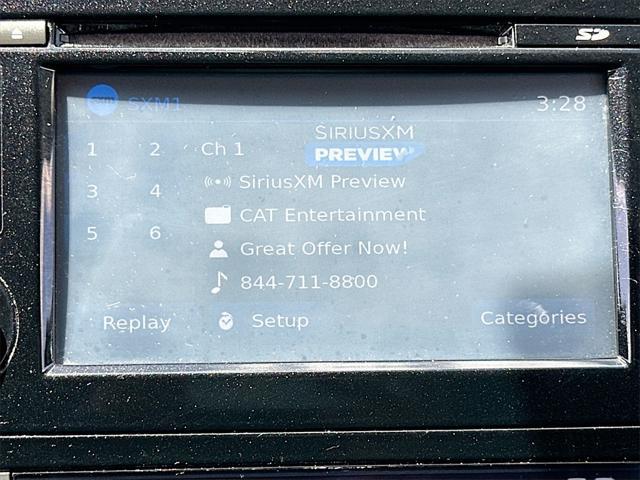 SD
sxm SXM1 3:28
SIRIUSXM
1 2 Ch 1 PREVIEW
3 4 SiriusXM Preview
CAT Entertainment
5 6 Great Offer Now!
844-711-8800
Replay Setup Categories